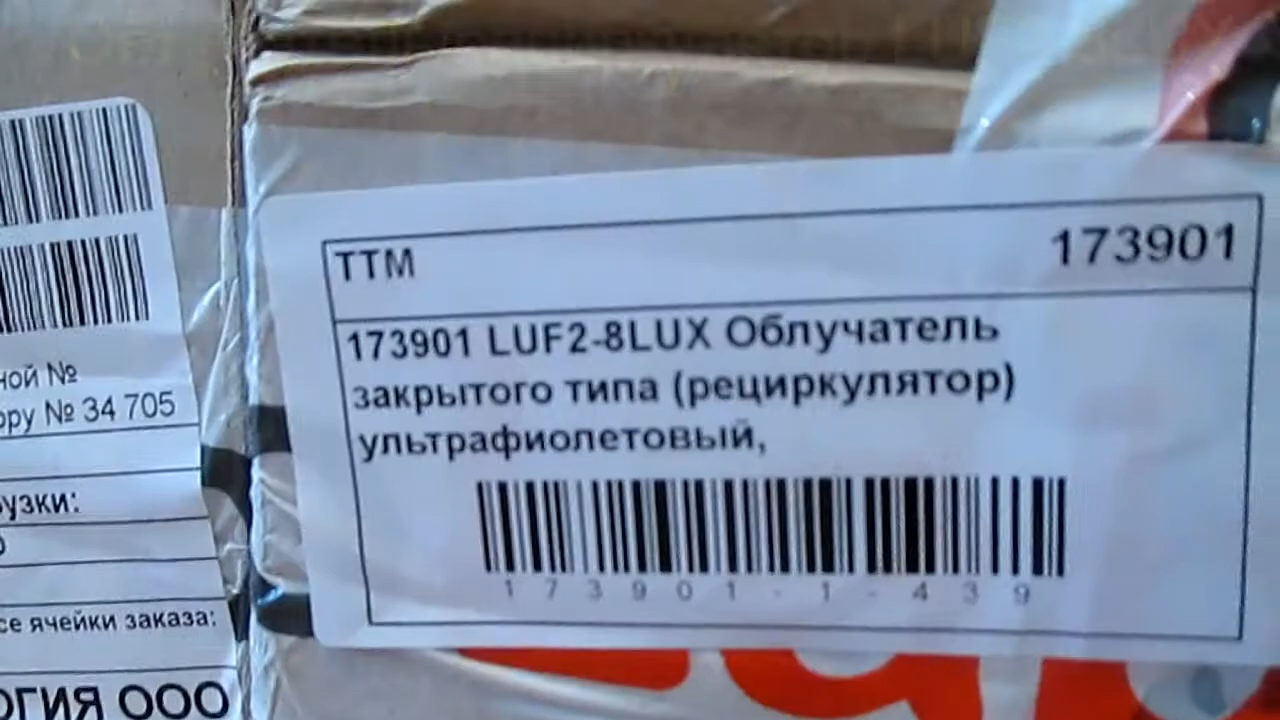 ТТМ
173901
173901 LUF2-8LUX Облучатель
закрытого типа (рециркулятор)
ультрафиолетовый,
173901-1-439
ной №
ору № 34 705
узки:
се ячейки заказа:
ОГИЯ ООО